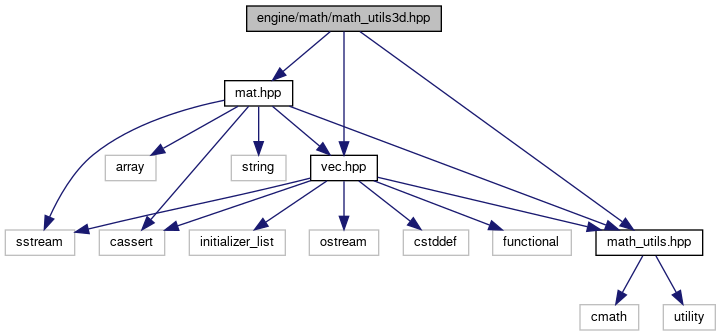 engine/math/math_utils3d.hpp
mat.hpp
array
string
vec.hpp
sstream
cassert
initializer_list
ostream
cstddef
functional
math_utils.hpp
cmath
utility